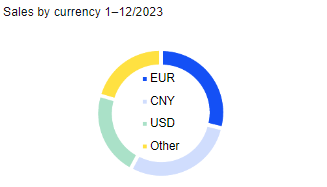 Sales by currency 1–12/2023
EUR
CNY
USD
Other